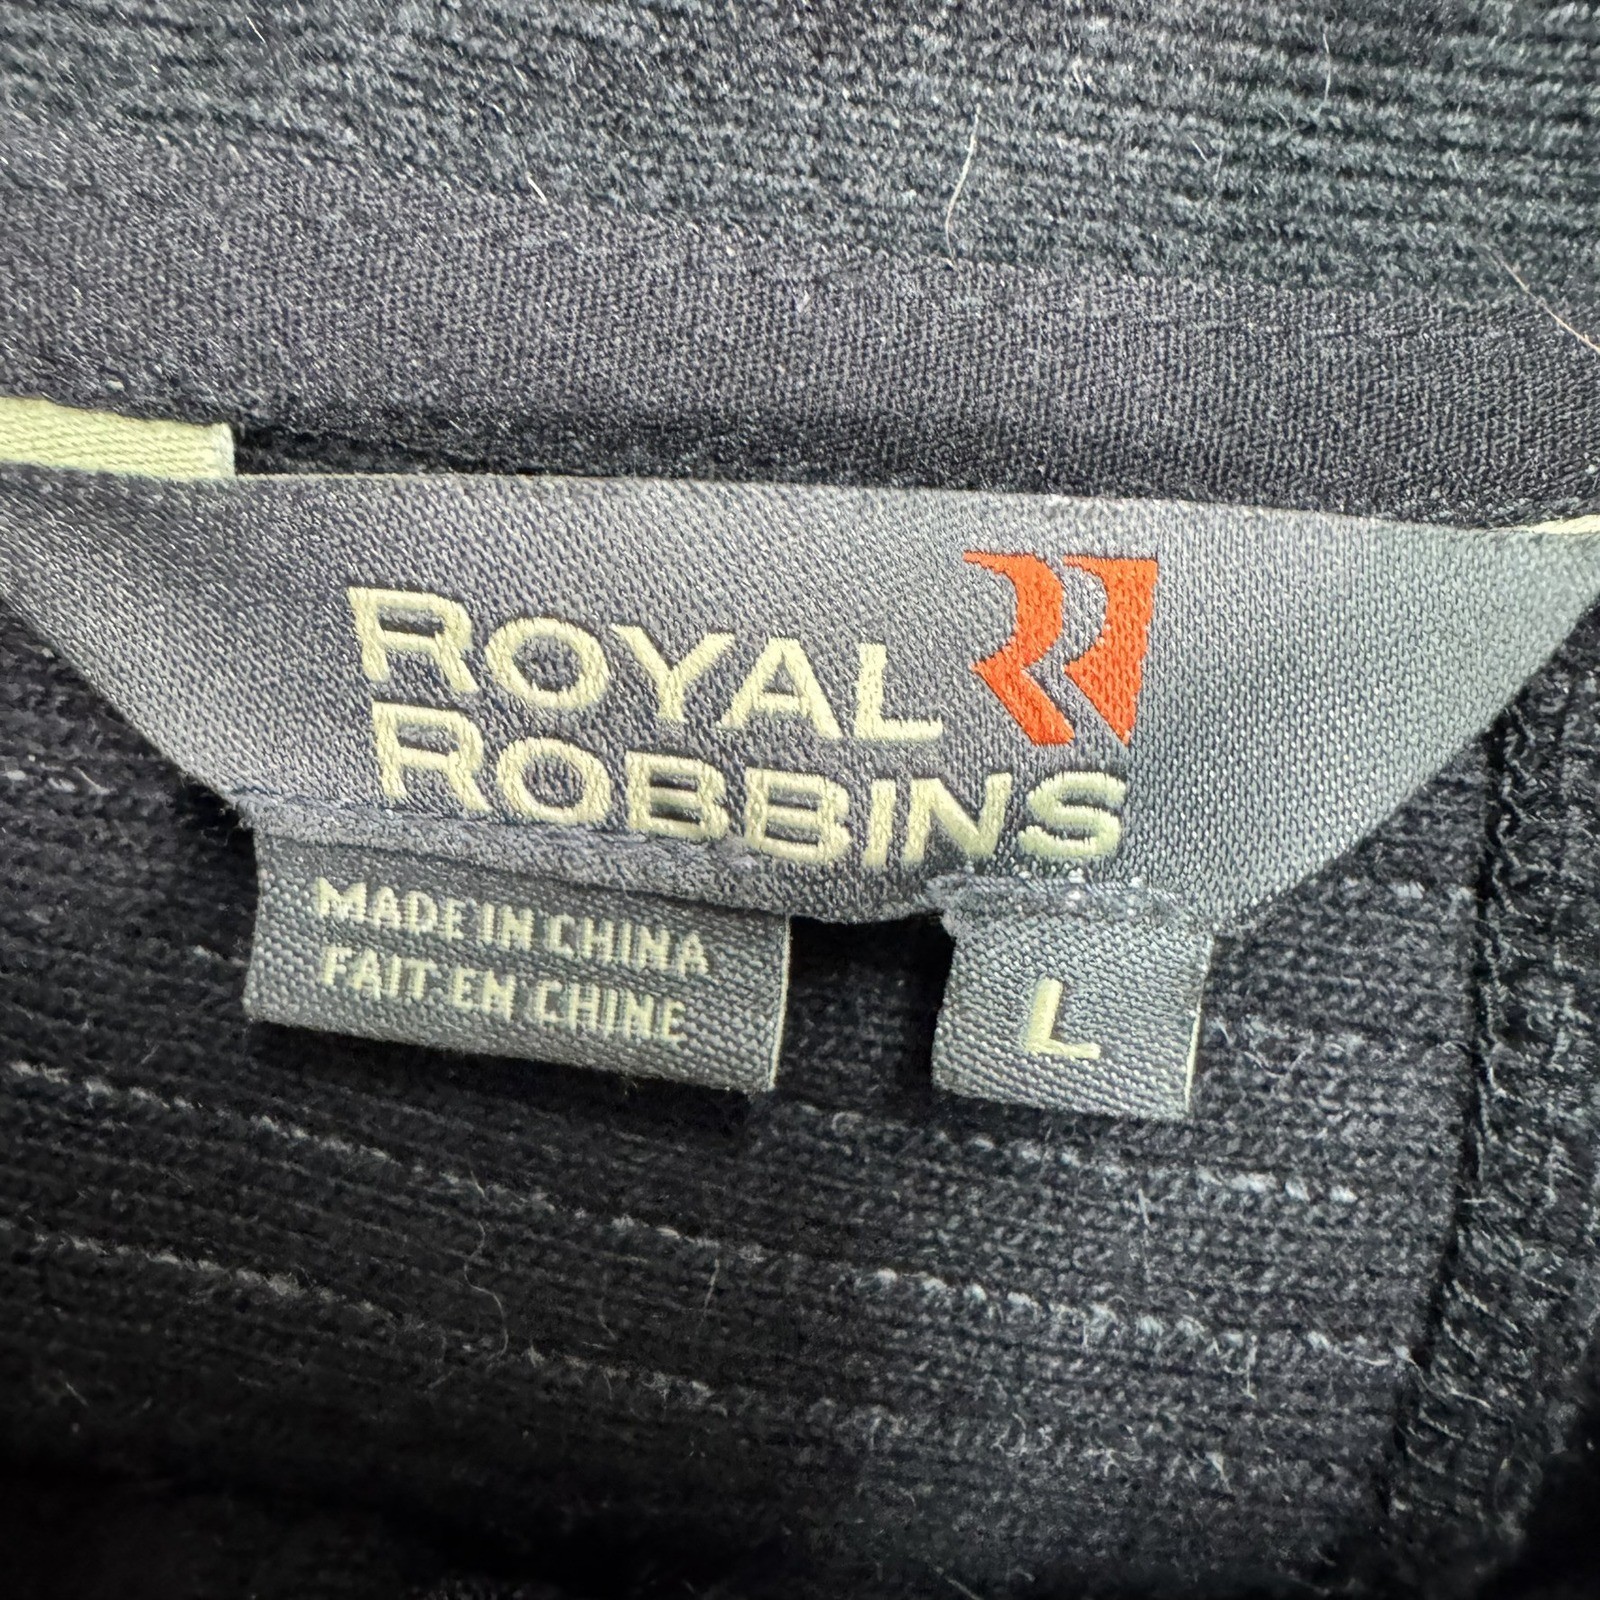 ROYAL
ROBBINS
MADE IN CHINA
FAIT EN CHINE
L